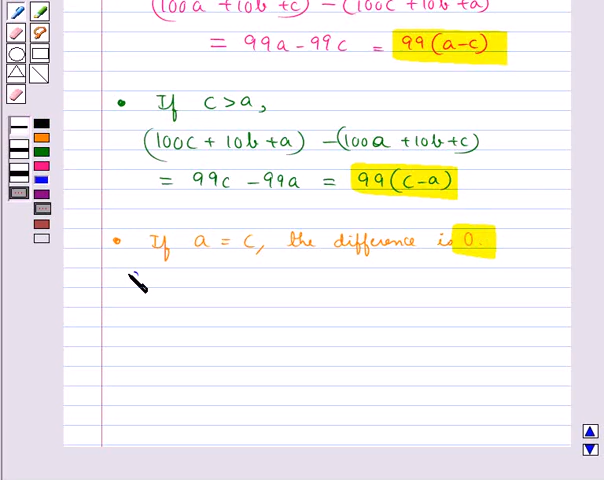 (100a +10b +c) -(100c +10b +a)
= 99a -99c = 99(a-c)
• If c>a,
(100c + 10b +a) -(100a +10b +c)
= 99c -99a = 99(c-a)
• If a = c, the difference is 0.